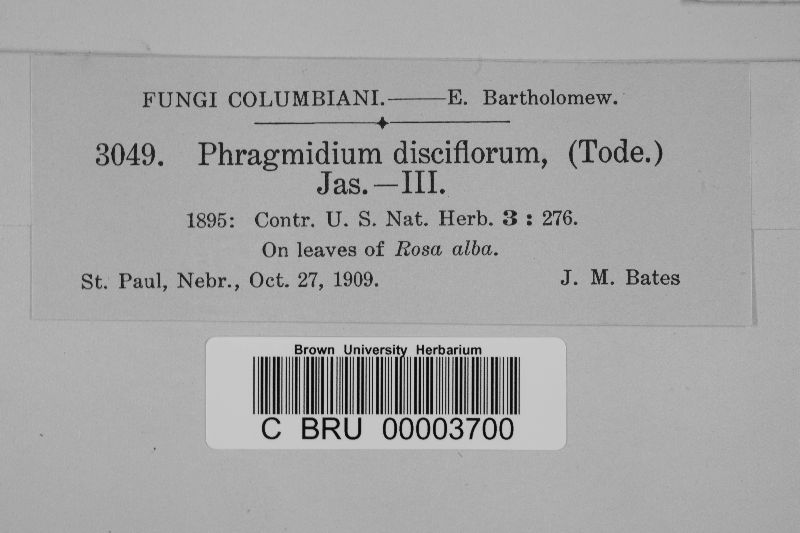 FUNGI COLUMBIANI.——E. Bartholomew.
3049. Phragmidium disciflorum, (Tode.)
Jas.—III.
1895: Contr. U. S. Nat. Herb. 3 : 276.
On leaves of Rosa alba.
St. Paul, Nebr., Oct. 27, 1909. J. M. Bates
Brown University Herbarium
C BRU 00003700